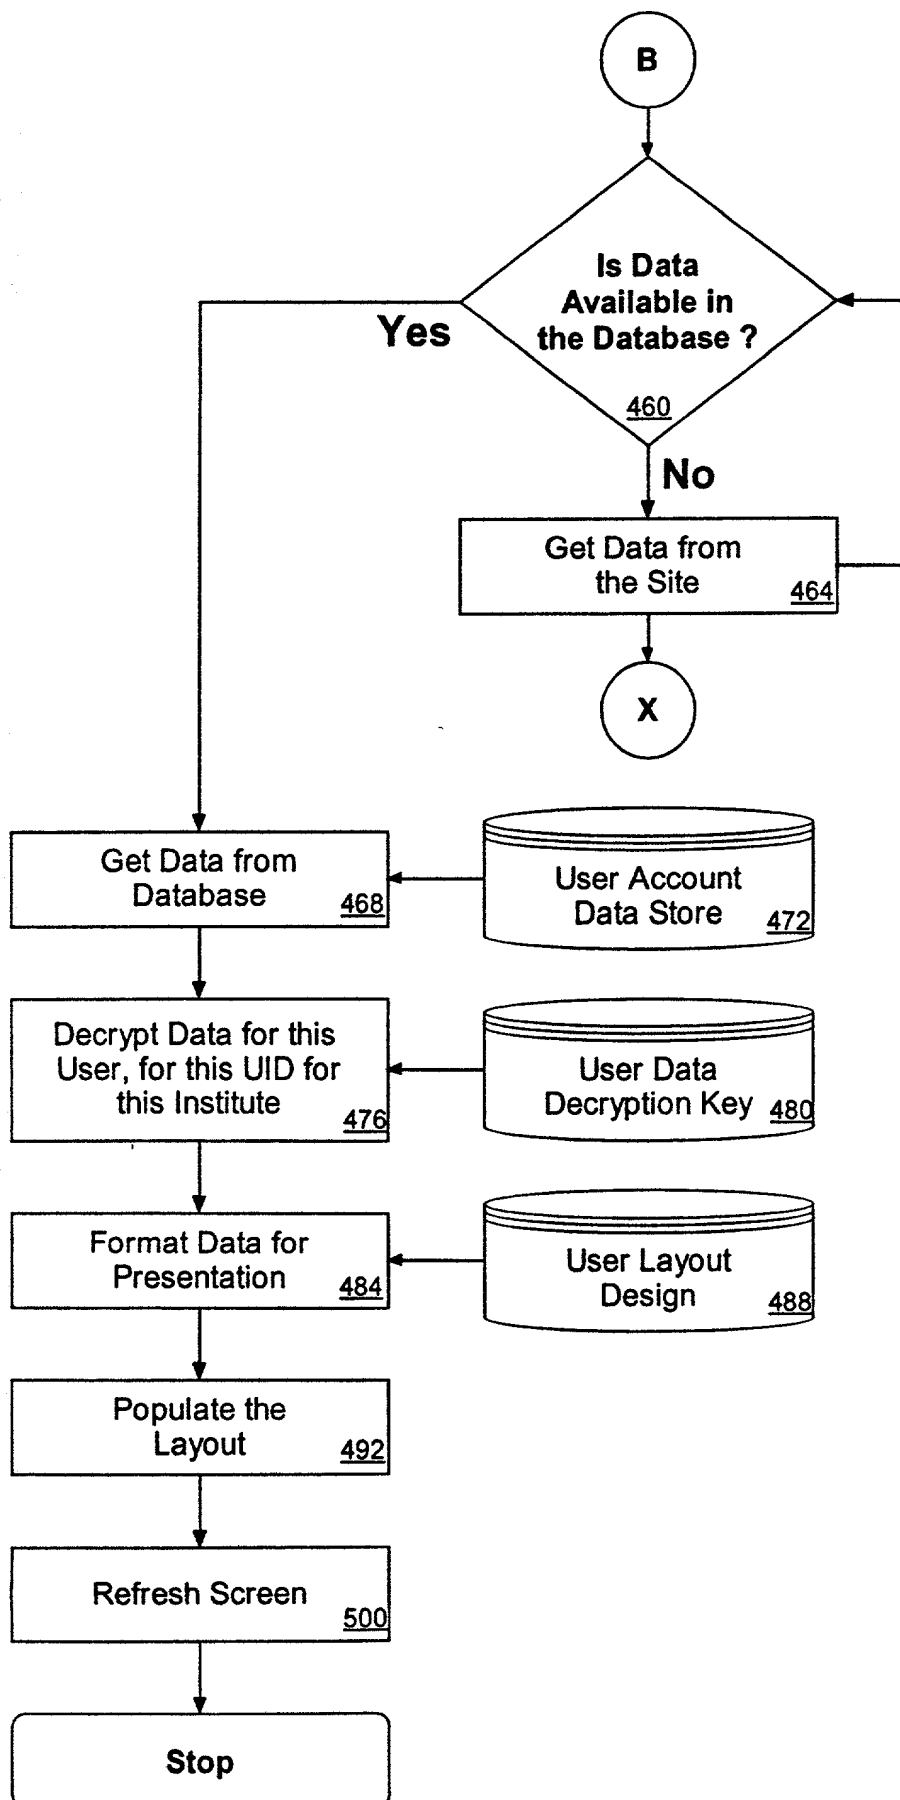 B
Is Data
Available in
the Database ?
460
Yes
No
Get Data from
the Site
464
X
Get Data from
Database
468
User Account
Data Store
472
Decrypt Data for this
User, for this UID for
this Institute
476
User Data
Decryption Key
480
Format Data for
Presentation
484
User Layout
Design
488
Populate the
Layout
492
Refresh Screen
500
Stop